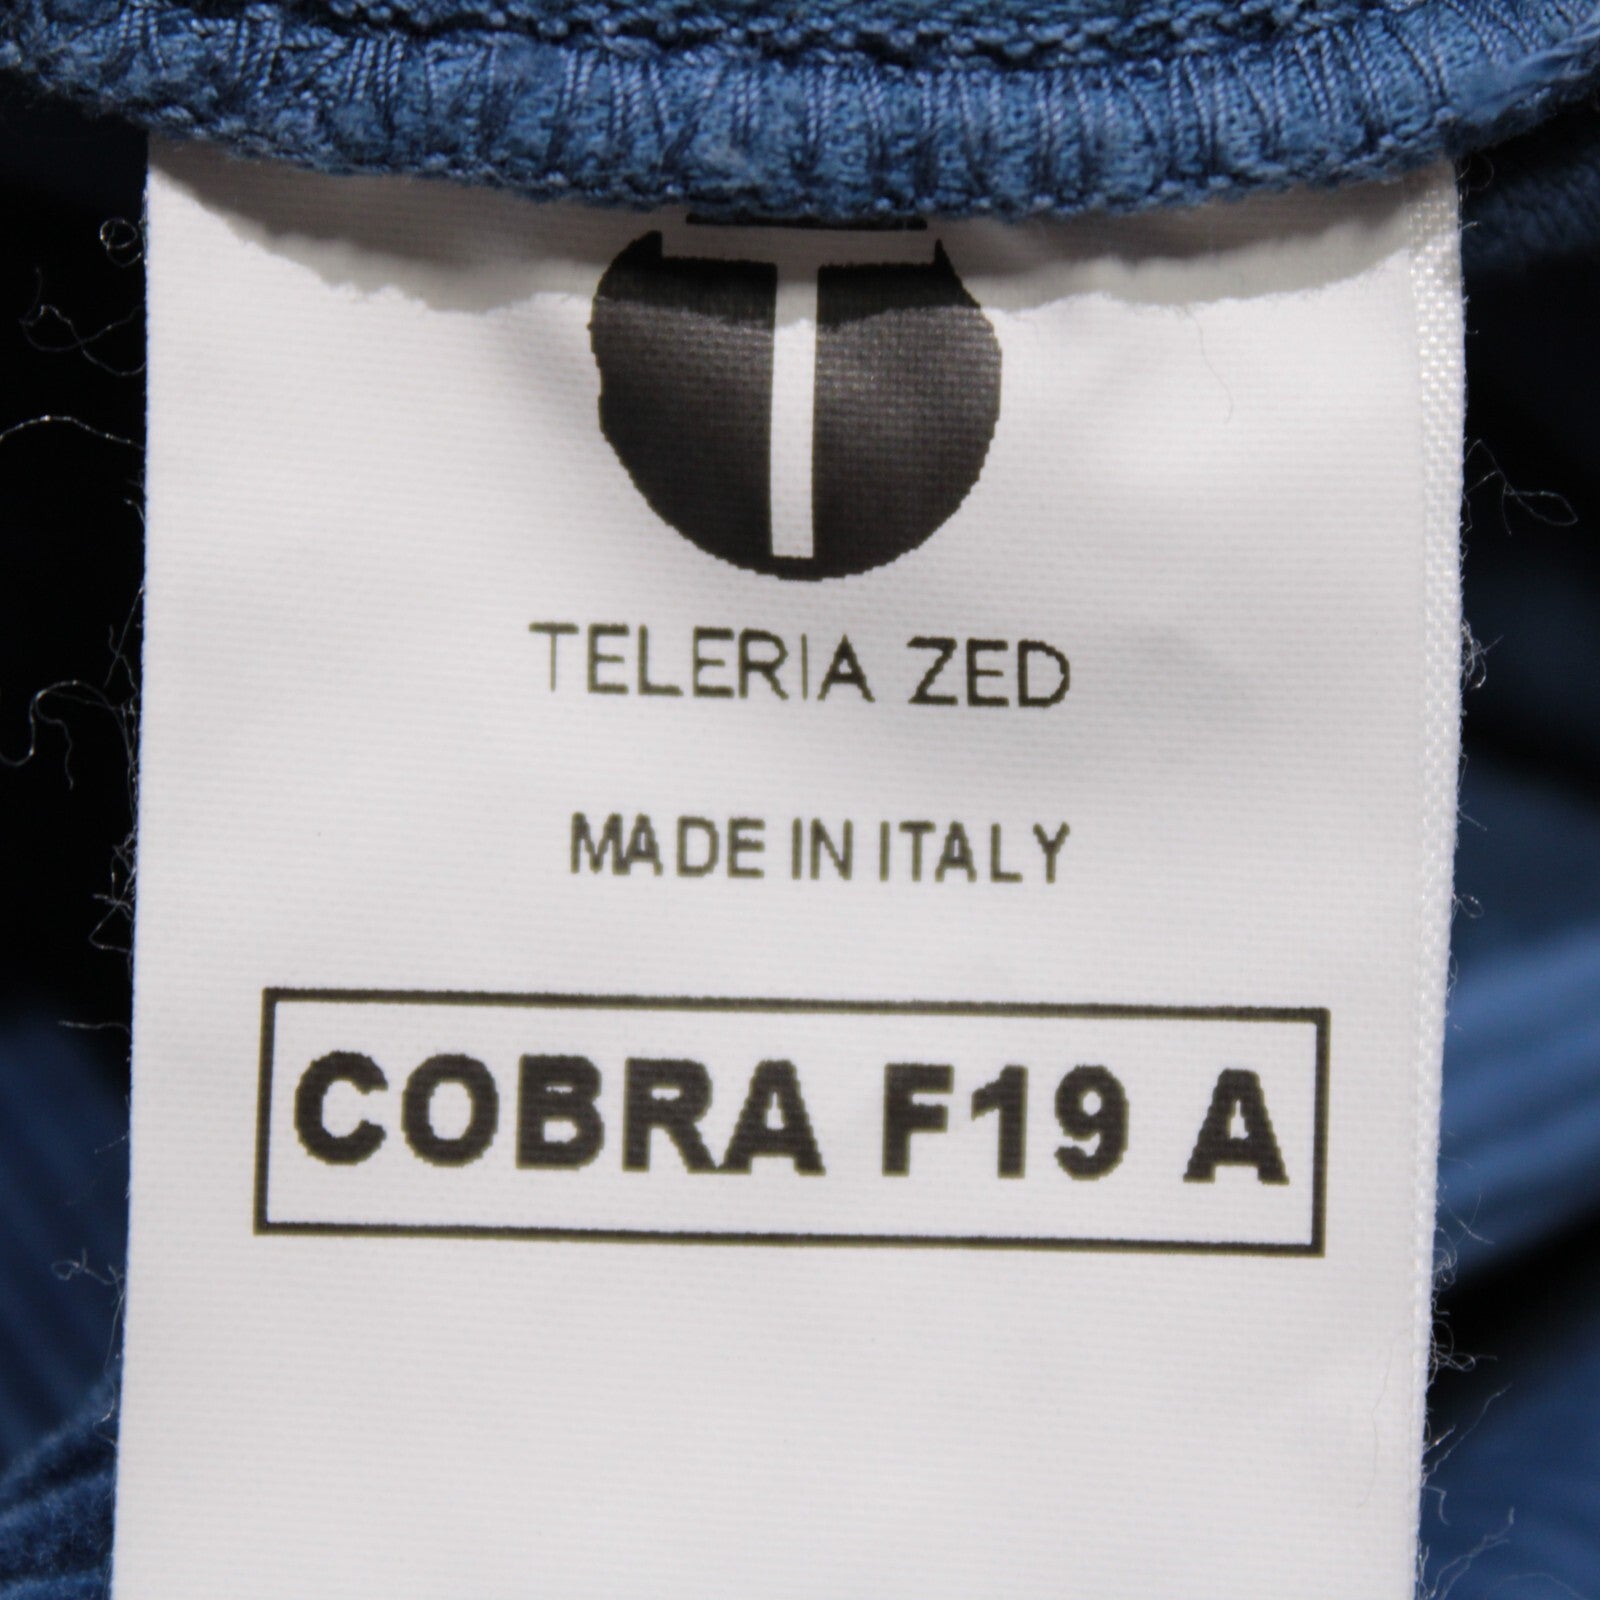 T
TELERIA ZED
MADE IN ITALY
COBRA F19 A